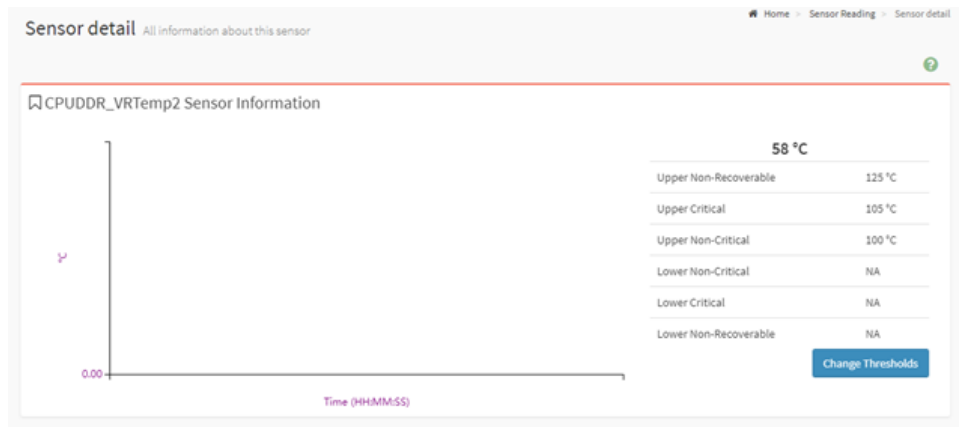 Sensor detail All information about this sensor
Home > Sensor Reading > Sensor detail
CPUDDR_VRTemp2 Sensor Information
58 °C
Upper Non-Recoverable 125 °C
Upper Critical 105 °C
Upper Non-Critical 100 °C
Lower Non-Critical NA
Lower Critical NA
Lower Non-Recoverable NA
Change Thresholds
°C
0.00
Time (HH:MM:SS)